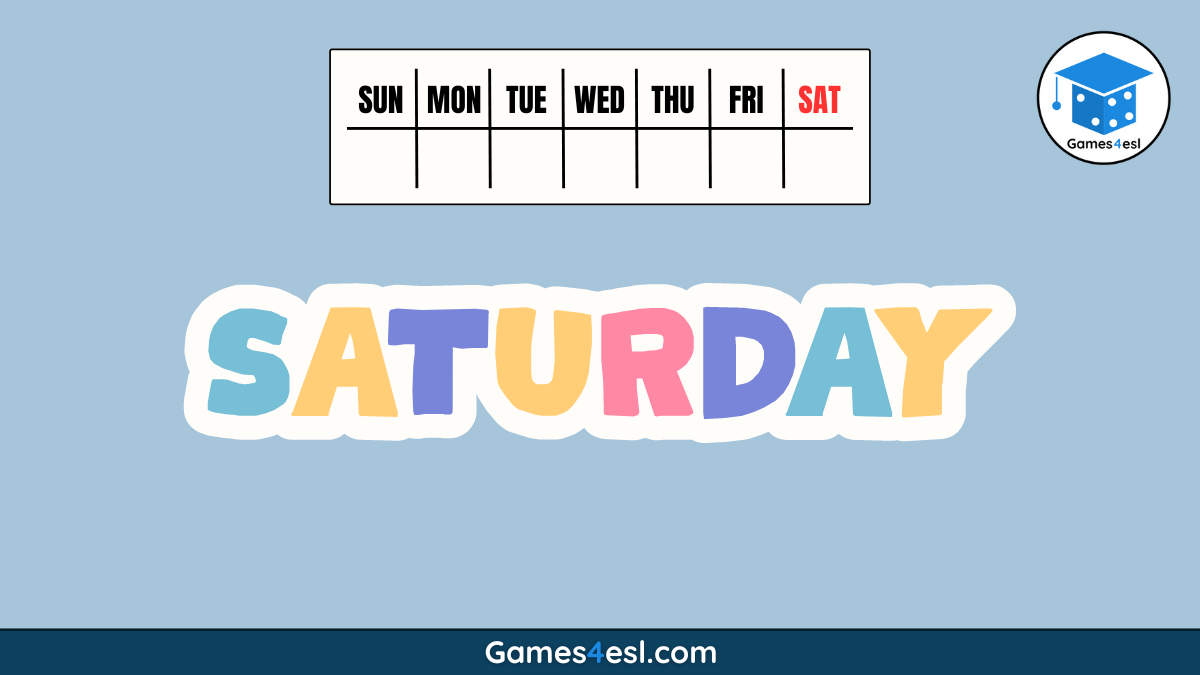 SUN MON TUE WED THU FRI SAT
Games4esl
SATURDAY
Games4esl.com